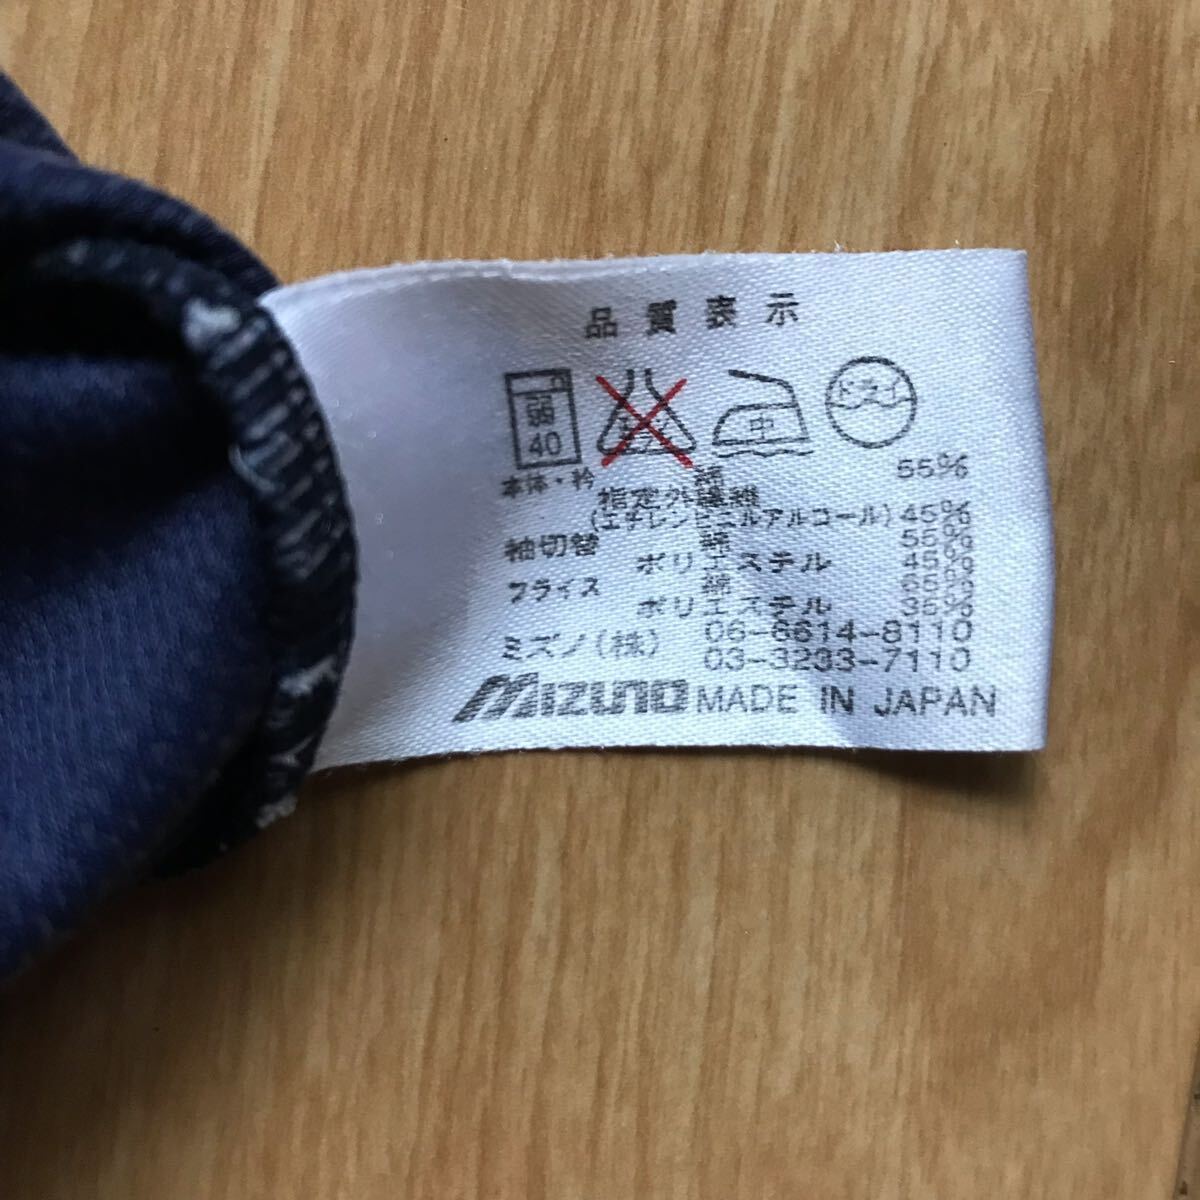 品質表示
弱 40 中 ドライ
本体・衿 綿 55%
指定外繊維
(エチレンビニールアルコール) 45%
袖切替 綿 55%
ポリエステル 45%
フライス 綿 65%
ポリエステル 35%
ミズノ(株) 06-6614-8110
03-3233-7110
MIZUNO MADE IN JAPAN